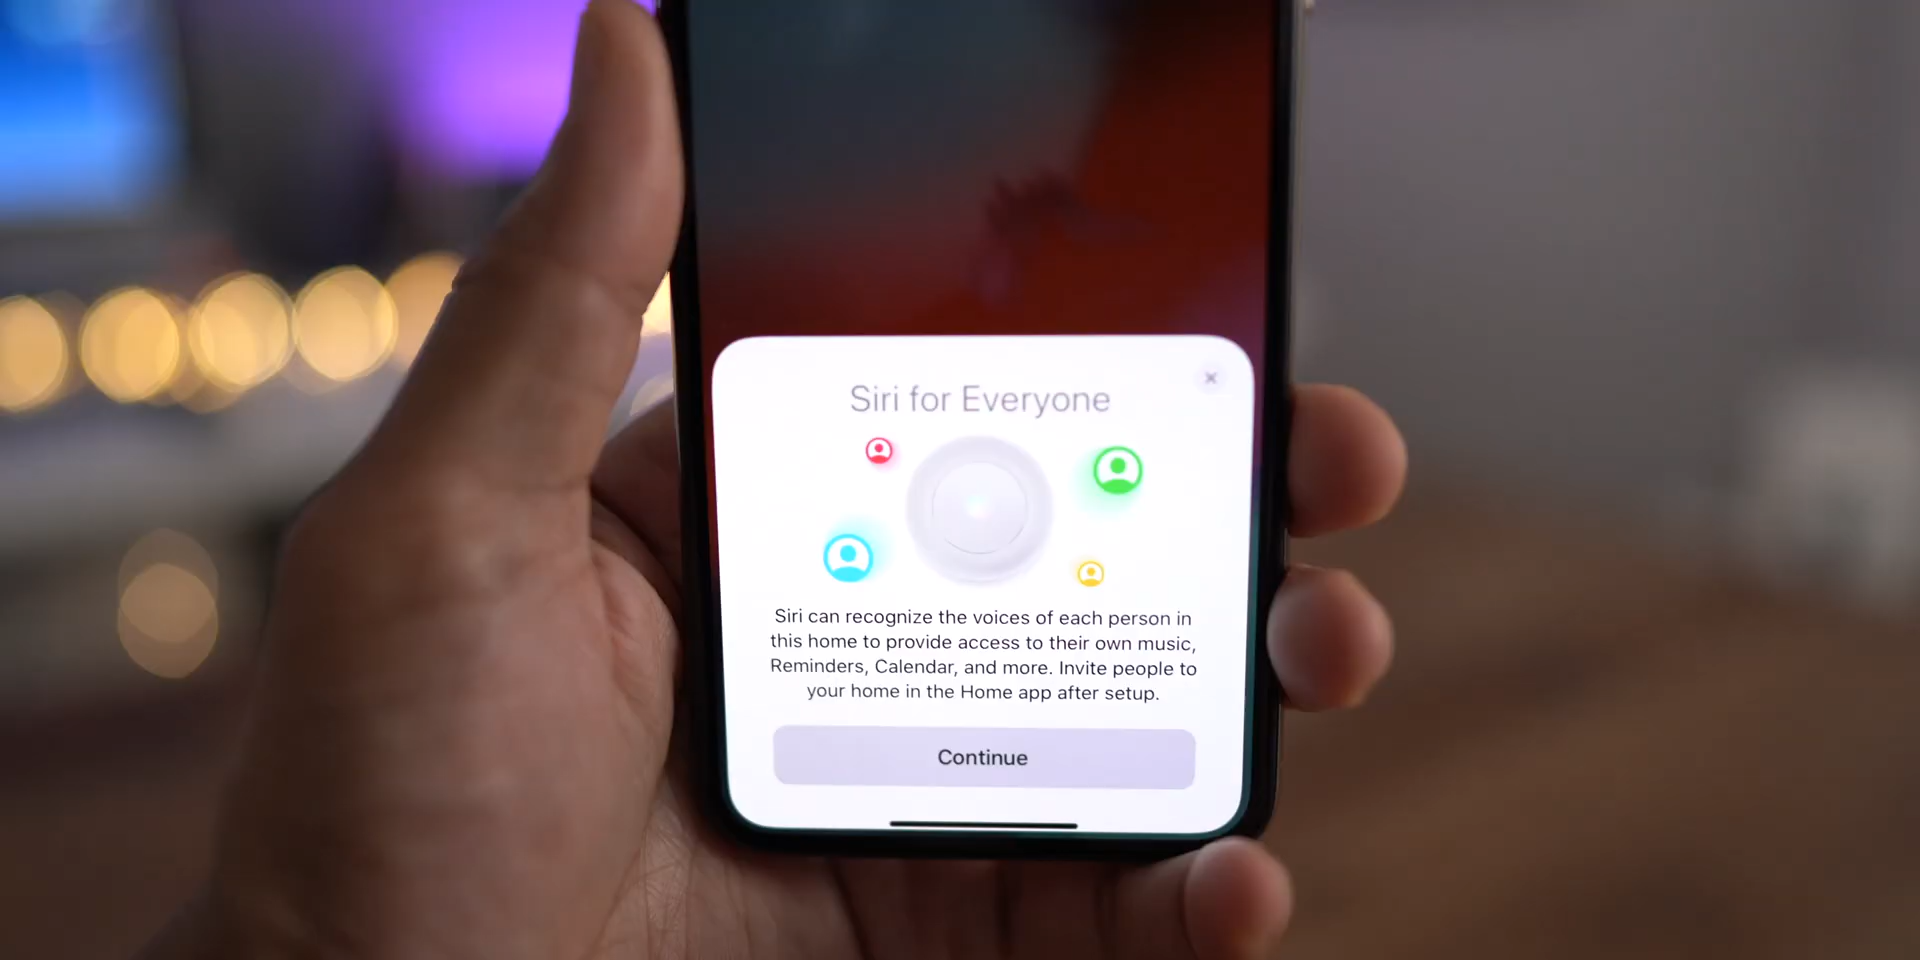 Siri for Everyone
Siri can recognize the voices of each person in
this home to provide access to their own music,
Reminders, Calendar, and more. Invite people to
your home in the Home app after setup.
Continue